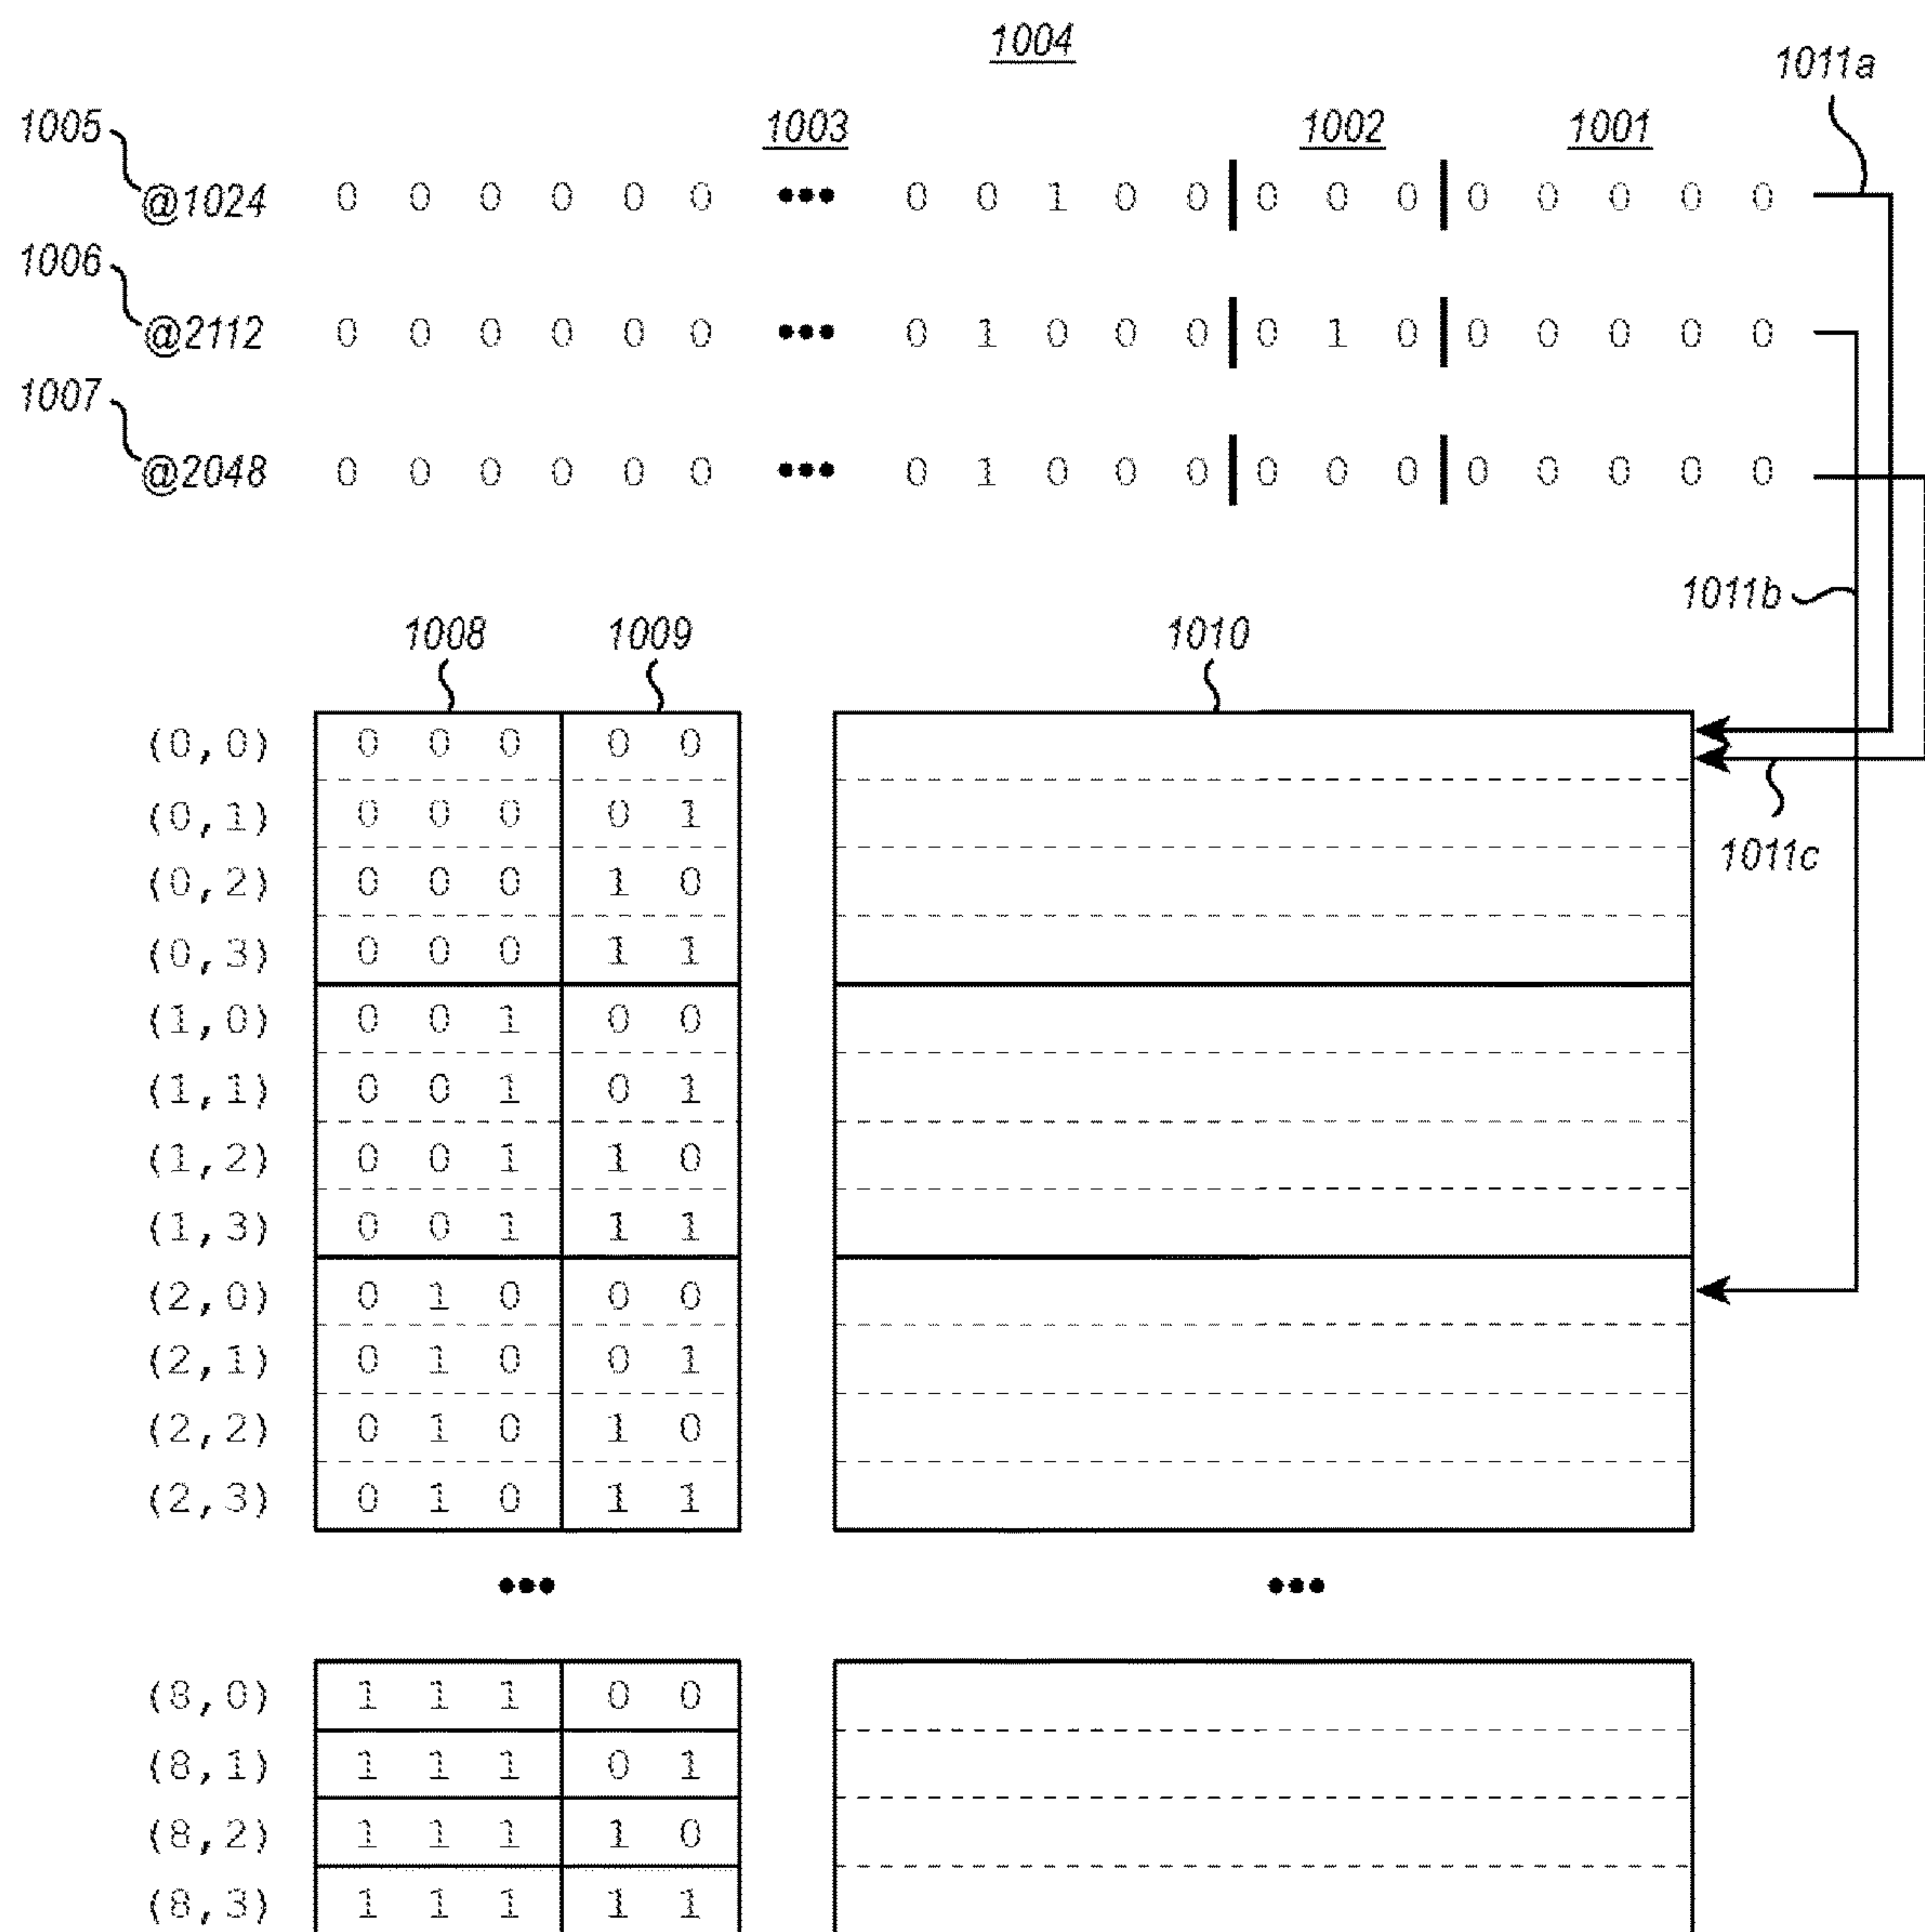 1004
1011a
1005 1003 1002 1001
@1024 0 0 0 0 0 0 ••• 0 0 1 0 0 | 0 0 0 | 0 0 0 0 0
1006
@2112 0 0 0 0 0 0 ••• 0 1 0 0 0 | 0 1 0 | 0 0 0 0 0
1007
@2048 0 0 0 0 0 0 ••• 0 1 0 0 0 | 0 0 0 | 0 0 0 0 0
1011b
1008 1009 1010
(0,0) 0 0 0 0 0
(0,1) 0 0 0 0 1
1011c
(0,2) 0 0 0 1 0
(0,3) 0 0 0 1 1
(1,0) 0 0 1 0 0
(1,1) 0 0 1 0 1
(1,2) 0 0 1 1 0
(1,3) 0 0 1 1 1
(2,0) 0 1 0 0 0
(2,1) 0 1 0 0 1
(2,2) 0 1 0 1 0
(2,3) 0 1 0 1 1
••• •••
(8,0) 1 1 1 0 0
(8,1) 1 1 1 0 1
(8,2) 1 1 1 1 0
(8,3) 1 1 1 1 1